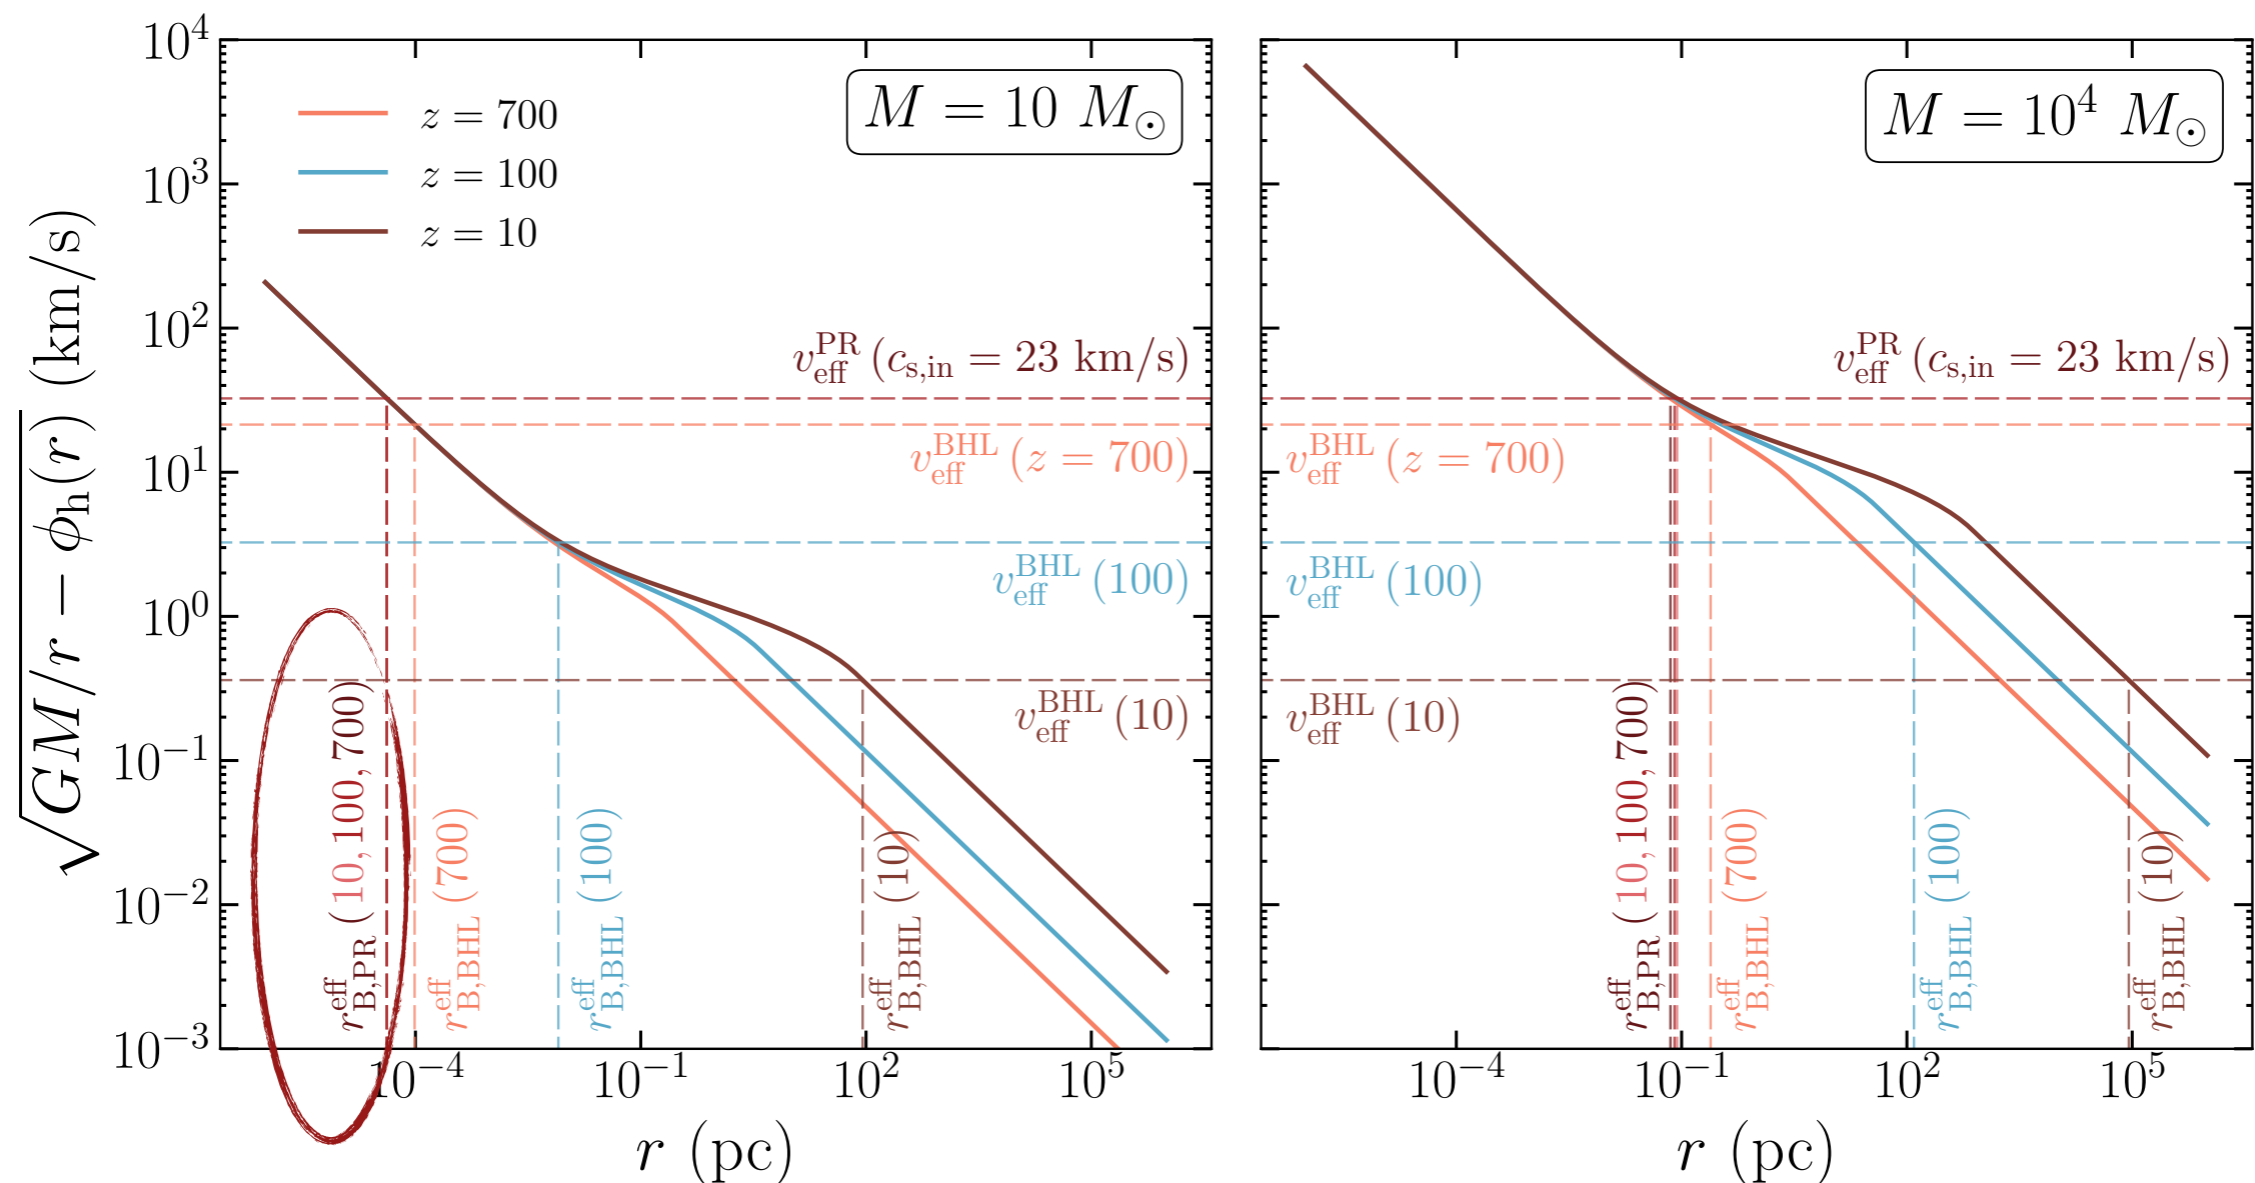 √GM/r − ϕ_h(r) (km/s)
10⁴
10³
10²
10¹
10⁰
10⁻¹
10⁻²
10⁻³
z = 700
z = 100
z = 10
M = 10 M_⊙
v_eff^PR (c_s,in = 23 km/s)
v_eff^BHL (z = 700)
v_eff^BHL (100)
v_eff^BHL (10)
r_B,PR^eff (10, 100, 700)
r_B,BHL^eff (700)
r_B,BHL^eff (100)
r_B,BHL^eff (10)
10⁻⁴ 10⁻¹ 10² 10⁵
r (pc)
M = 10⁴ M_⊙
v_eff^PR (c_s,in = 23 km/s)
v_eff^BHL (z = 700)
v_eff^BHL (100)
v_eff^BHL (10)
r_B,PR^eff (10, 100, 700)
r_B,BHL^eff (700)
r_B,BHL^eff (100)
r_B,BHL^eff (10)
10⁻⁴ 10⁻¹ 10² 10⁵
r (pc)